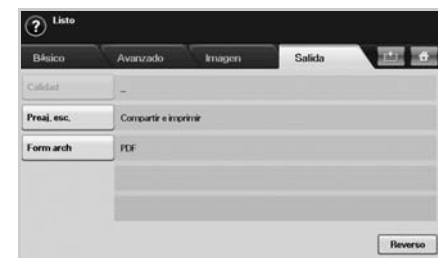 ? Listo
Básico Avanzado Imagen Salida
Calidad –
Preaj. esc. Compartir e imprimir
Form arch PDF
Reverso